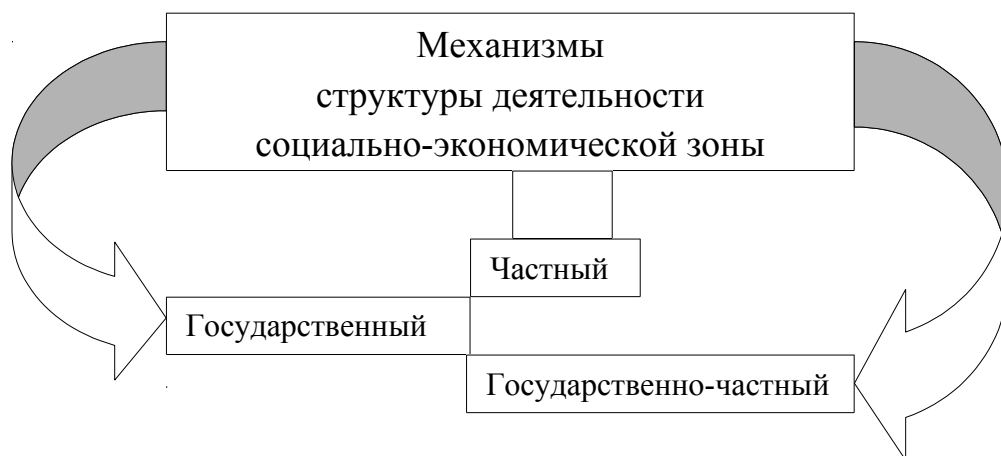 Механизмы
структуры деятельности
социально-экономической зоны
Частный
Государственный
Государственно-частный